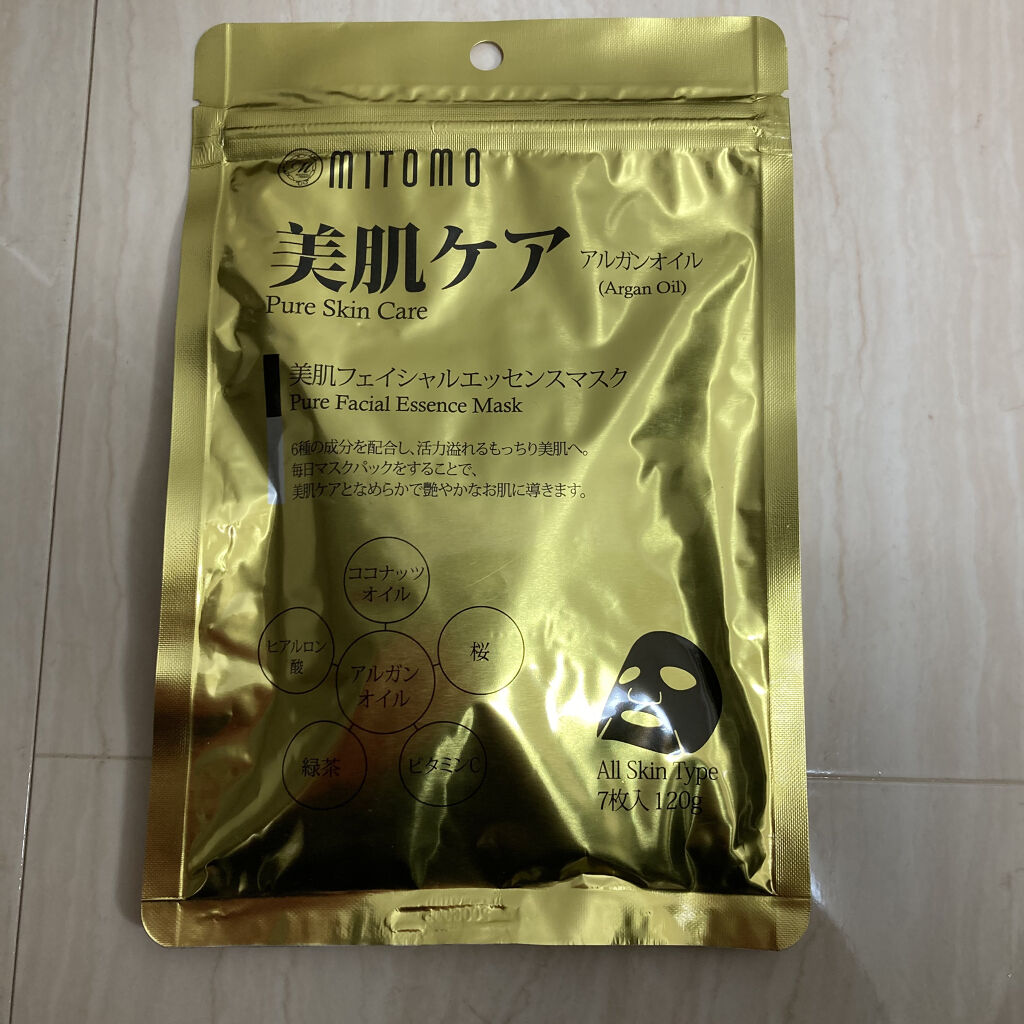 MITOMO
美肌ケア アルガンオイル
(Argan Oil)
Pure Skin Care
美肌フェイシャルエッセンスマスク
Pure Facial Essence Mask
6種の成分を配合し、活力溢れるもっちり美肌へ。
毎日マスクパックをすることで、
美肌ケアとなめらかで艶やかなお肌に導きます。
ココナッツ
オイル
ヒアルロン
酸
アルガン
オイル
桜
緑茶
ビタミンC
All Skin Type
7枚入 120g